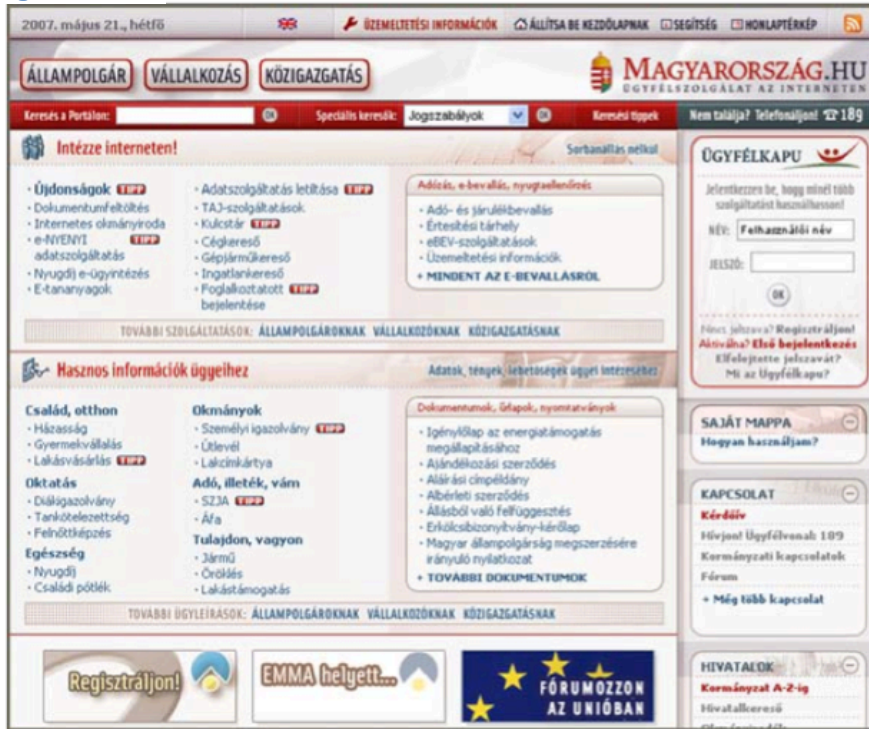 2007. május 21., hétfő
ÜZEMELTETÉSI INFORMÁCIÓK
ÁLLÍTSA BE KEZDŐLAPNAK
SEGÍTSÉG
HONLAPTÉRKÉP
ÁLLAMPOLGÁR
VÁLLALKOZÁS
KÖZIGAZGATÁS
MAGYARORSZÁG.HU
ÜGYFÉLSZOLGÁLAT AZ INTERNETEN
Keresés a Portálon:
OK
Speciális keresők:
Jogszabályok
OK
Keresési tippek
Nem találja? Telefonáljon! 189
Intézze interneten!
Sorbanállás nélkül
· Újdonságok TIPP
· Dokumentumfeltöltés
· Internetes okmányiroda
· e-NYENYI TIPP
adatszolgáltatás
· Nyugdíj e-ügyintézés
· E-tananyagok
· Adatszolgáltatás letiltása TIPP
· TAJ-szolgáltatások
· Kulcstár TIPP
· Cégkereső
· Gépjárműkereső
· Ingatlankereső
· Foglalkoztatott TIPP
bejelentése
Adózás, e-bevallás, nyugtaellenőrzés
· Adó- és járulékbevallás
· Értesítési tárhely
· eBEV-szolgáltatások
· Üzemeltetési információk
+ MINDENT AZ E-BEVALLÁSRÓL
TOVÁBBI SZOLGÁLTATÁSOK: ÁLLAMPOLGÁROKNAK VÁLLALKOZÓKNAK KÖZIGAZGATÁSNAK
Hasznos információk ügyeihez
Adatok, tények, lehetőségek ügyei intézéséhez
Család, otthon
· Házasság
· Gyermekvállalás
· Lakásvásárlás TIPP
Oktatás
· Diákigazolvány
· Tankötelezettség
· Felnőttképzés
Egészség
· Nyugdíj
· Családi pótlék
Okmányok
· Személyi igazolvány TIPP
· Útlevél
· Lakcímkártya
Adó, illeték, vám
· SZJA TIPP
· Áfa
Tulajdon, vagyon
· Jármű
· Öröklés
· Lakástámogatás
Dokumentumok, űrlapok, nyomtatványok
· Igénylőlap az energiatámogatás
megállapításához
· Ajándékozási szerződés
· Aláírási címpéldány
· Albérleti szerződés
· Állásból való felfüggesztés
· Erkölcsibizonyítvány-kérőlap
· Magyar állampolgárság megszerzésére
irányuló nyilatkozat
+ TOVÁBBI DOKUMENTUMOK
TOVÁBBI ÜGYLEÍRÁSOK: ÁLLAMPOLGÁROKNAK VÁLLALKOZÓKNAK KÖZIGAZGATÁSNAK
Regisztráljon!
EMMA helyett...
FÓRUMOZZON
AZ UNIÓBAN
ÜGYFÉLKAPU
Jelentkezzen be, hogy minél több
szolgáltatást használhasson!
NÉV: Felhasználói név
JELSZÓ:
OK
Nincs jelszava? Regisztráljon!
Aktiválna? Első bejelentkezés
Elfelejtette jelszavát?
Mi az Ügyfélkapu?
SAJÁT MAPPA
Hogyan használjam?
KAPCSOLAT
Kérdőív
Hívjon! Ügyfélvonal: 189
Kormányzati kapcsolatok
Fórum
+ Még több kapcsolat
HIVATALOK
Kormányzat A-Z-ig
Hivatalkereső